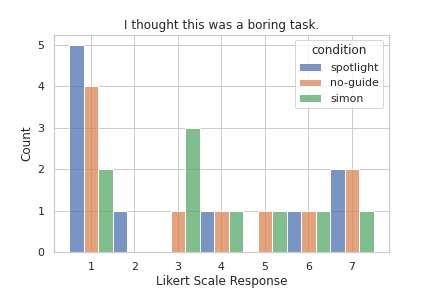 I thought this was a boring task.
condition
spotlight
no-guide
simon
Count
5
4
3
2
1
0
1 2 3 4 5 6 7
Likert Scale Response